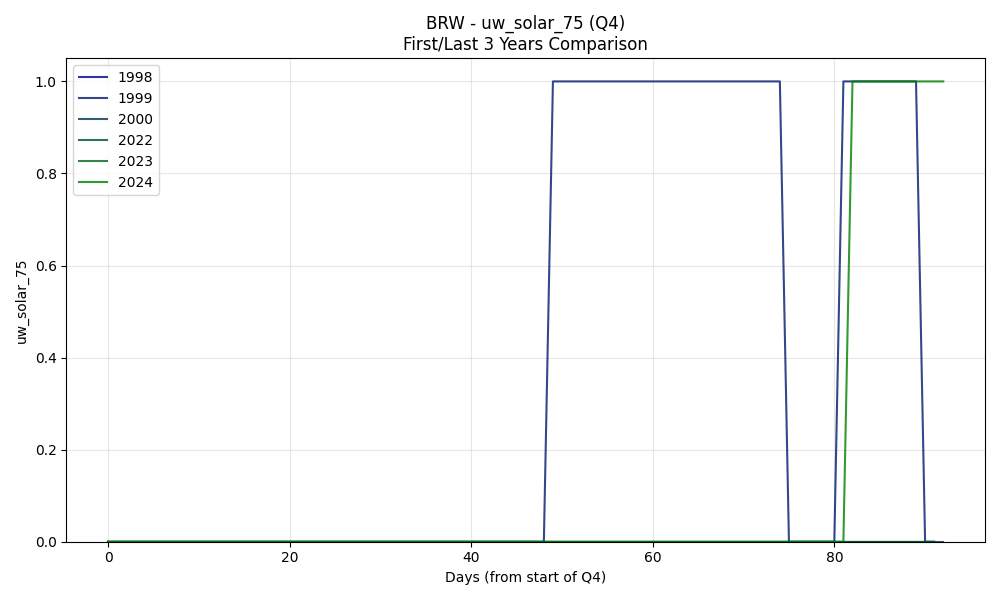 BRW - uw_solar_75 (Q4)
First/Last 3 Years Comparison
1998
1999
2000
2022
2023
2024
1.0
0.8
0.6
0.4
0.2
0.0
uw_solar_75
0 20 40 60 80
Days (from start of Q4)